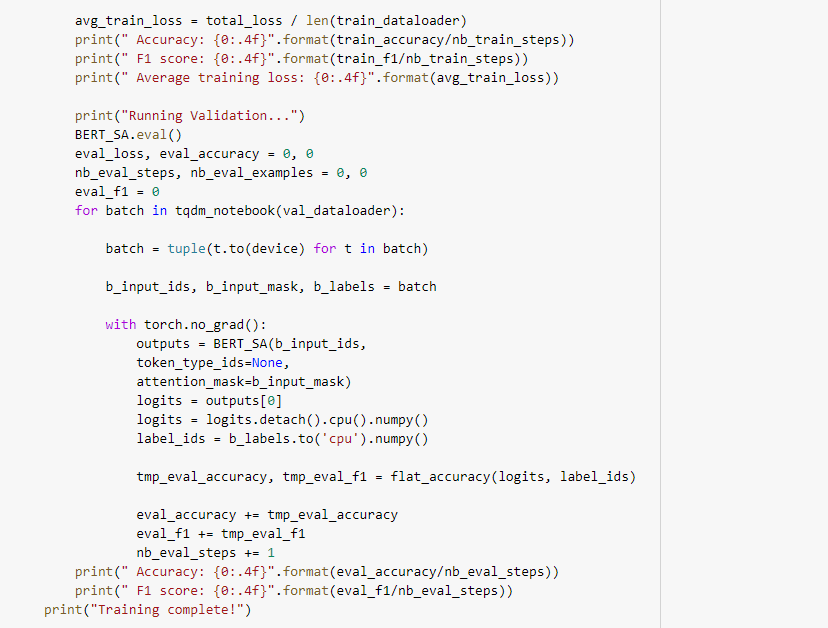 avg_train_loss = total_loss / len(train_dataloader)
print(" Accuracy: {0:.4f}".format(train_accuracy/nb_train_steps))
print(" F1 score: {0:.4f}".format(train_f1/nb_train_steps))
print(" Average training loss: {0:.4f}".format(avg_train_loss))
print("Running Validation...")
BERT_SA.eval()
eval_loss, eval_accuracy = 0, 0
nb_eval_steps, nb_eval_examples = 0, 0
eval_f1 = 0
for batch in tqdm_notebook(val_dataloader):
batch = tuple(t.to(device) for t in batch)
b_input_ids, b_input_mask, b_labels = batch
with torch.no_grad():
outputs = BERT_SA(b_input_ids,
token_type_ids=None,
attention_mask=b_input_mask)
logits = outputs[0]
logits = logits.detach().cpu().numpy()
label_ids = b_labels.to('cpu').numpy()
tmp_eval_accuracy, tmp_eval_f1 = flat_accuracy(logits, label_ids)
eval_accuracy += tmp_eval_accuracy
eval_f1 += tmp_eval_f1
nb_eval_steps += 1
print(" Accuracy: {0:.4f}".format(eval_accuracy/nb_eval_steps))
print(" F1 score: {0:.4f}".format(eval_f1/nb_eval_steps))
print("Training complete!")